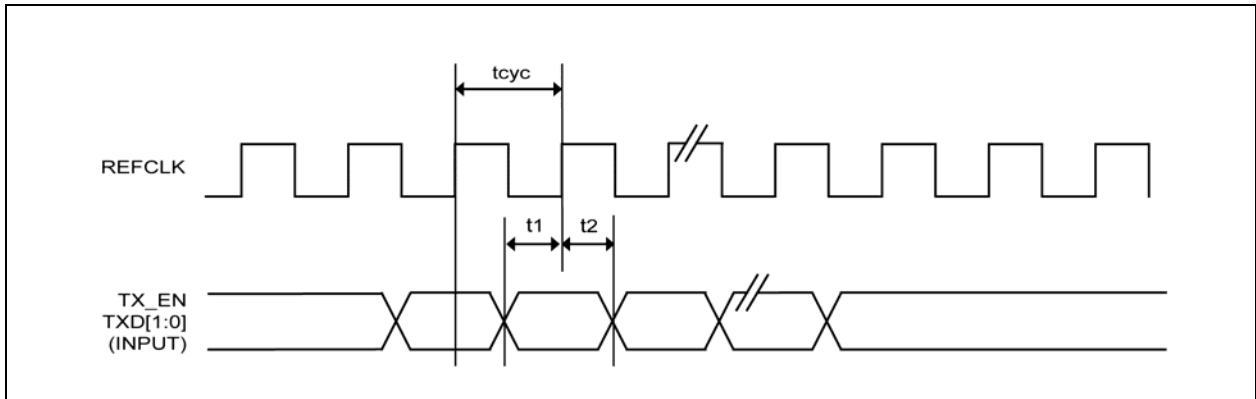 tcyc
REFCLK
t1
t2
TX_EN
TXD[1:0]
(INPUT)